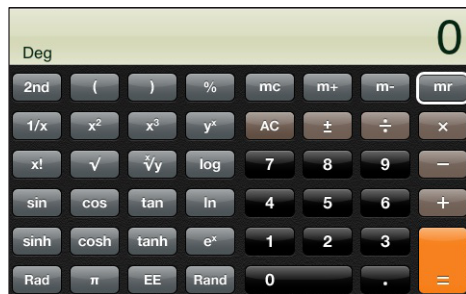 0
Deg
2nd ( ) % mc m+ m- mr
1/x x² x³ yˣ AC ± ÷ ×
x! √ ˣ√y log 7 8 9 −
sin cos tan ln 4 5 6 +
sinh cosh tanh eˣ 1 2 3
Rad π EE Rand 0 . =